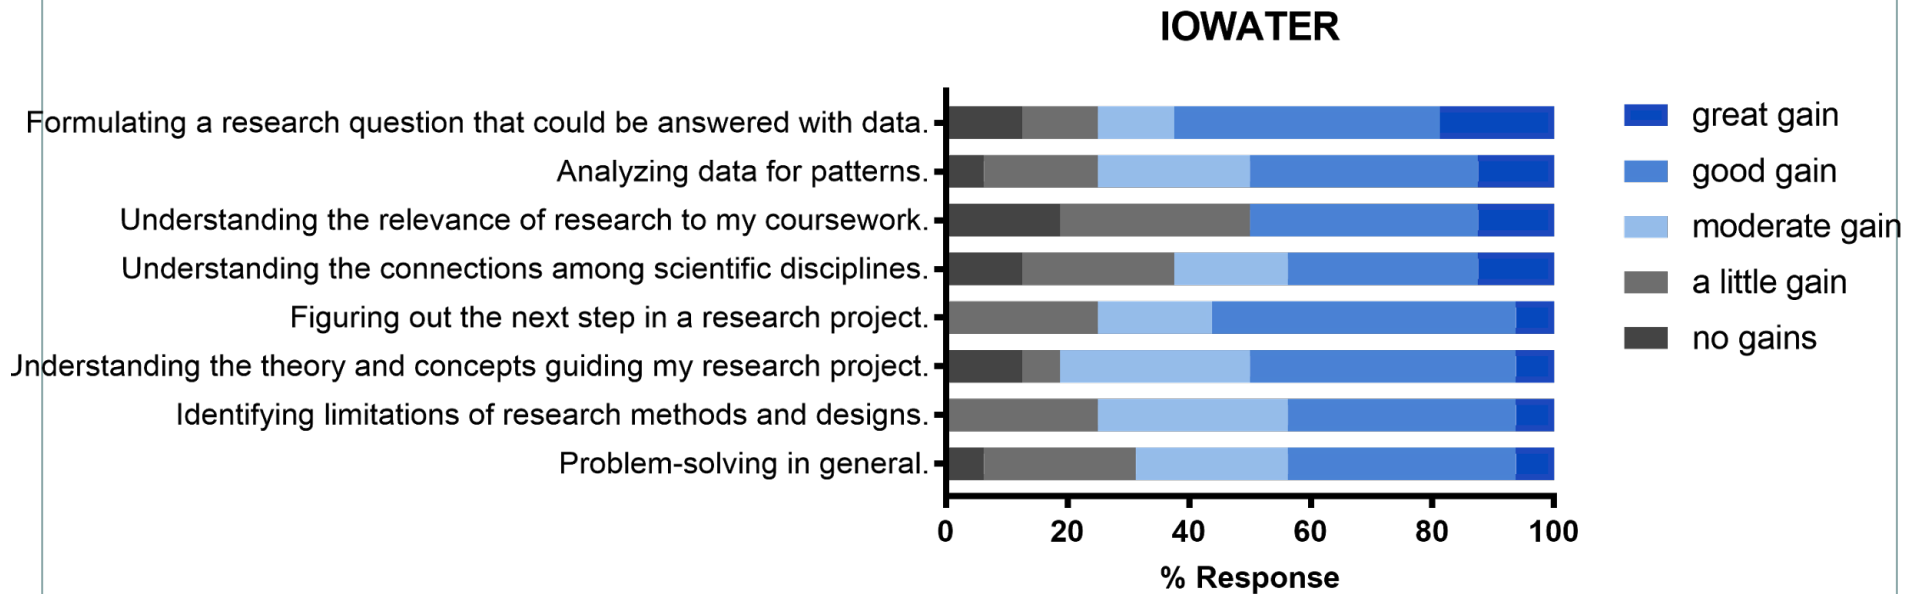 IOWATER
Formulating a research question that could be answered with data.
Analyzing data for patterns.
Understanding the relevance of research to my coursework.
Understanding the connections among scientific disciplines.
Figuring out the next step in a research project.
Understanding the theory and concepts guiding my research project.
Identifying limitations of research methods and designs.
Problem-solving in general.
great gain
good gain
moderate gain
a little gain
no gains
0 20 40 60 80 100
% Response